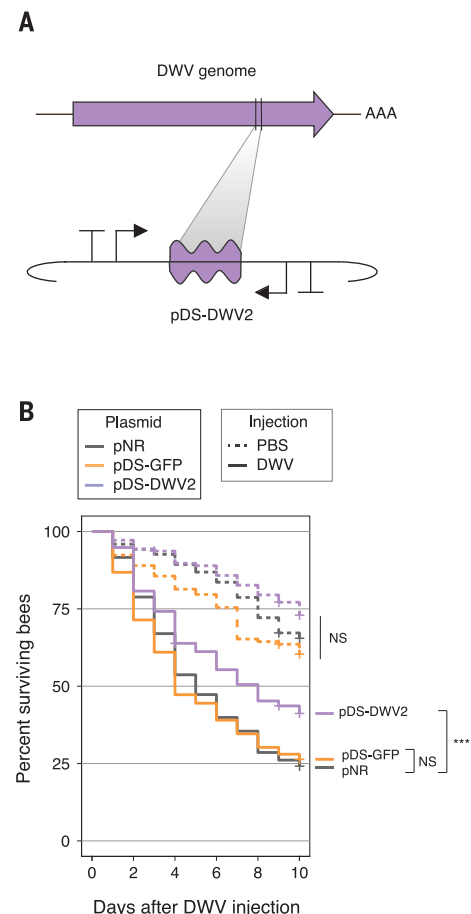 A
DWV genome
AAA
pDS-DWV2
B
Plasmid
pNR
pDS-GFP
pDS-DWV2
Injection
PBS
DWV
Percent surviving bees
100
75
50
25
0
NS
pDS-DWV2
pDS-GFP
pNR
NS
***
0 2 4 6 8 10
Days after DWV injection